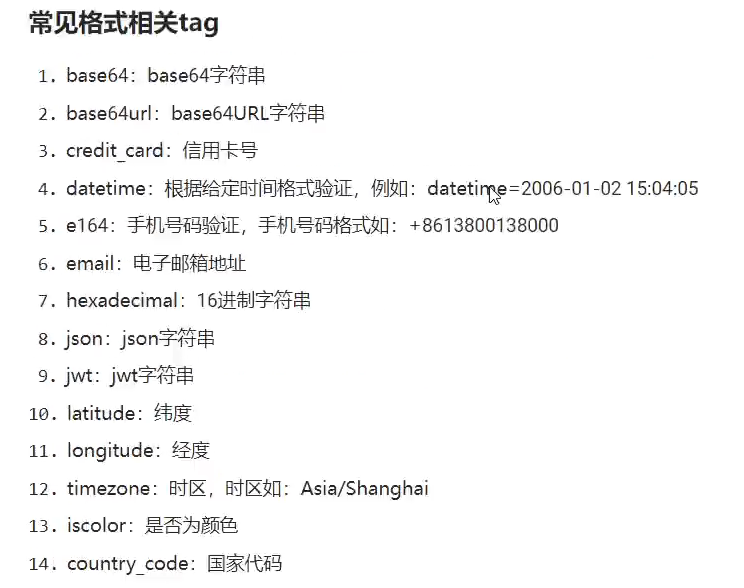 常见格式相关tag
1. base64：base64字符串
2. base64url：base64URL字符串
3. credit_card：信用卡号
4. datetime：根据给定时间格式验证，例如：datetime=2006-01-02 15:04:05
5. e164：手机号码验证，手机号码格式如：+8613800138000
6. email：电子邮箱地址
7. hexadecimal：16进制字符串
8. json：json字符串
9. jwt：jwt字符串
10. latitude：纬度
11. longitude：经度
12. timezone：时区，时区如：Asia/Shanghai
13. iscolor：是否为颜色
14. country_code：国家代码